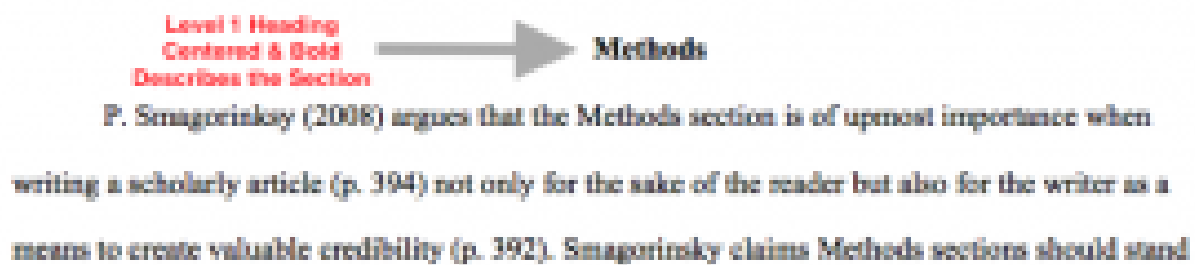 Level 1 Heading
Centered & Bold
Describes the Section
Methods
P. Smagorinksy (2008) argues that the Methods section is of upmost importance when
writing a scholarly article (p. 394) not only for the sake of the reader but also for the writer as a
means to create valuable credibility (p. 392). Smagorinsky claims Methods sections should stand